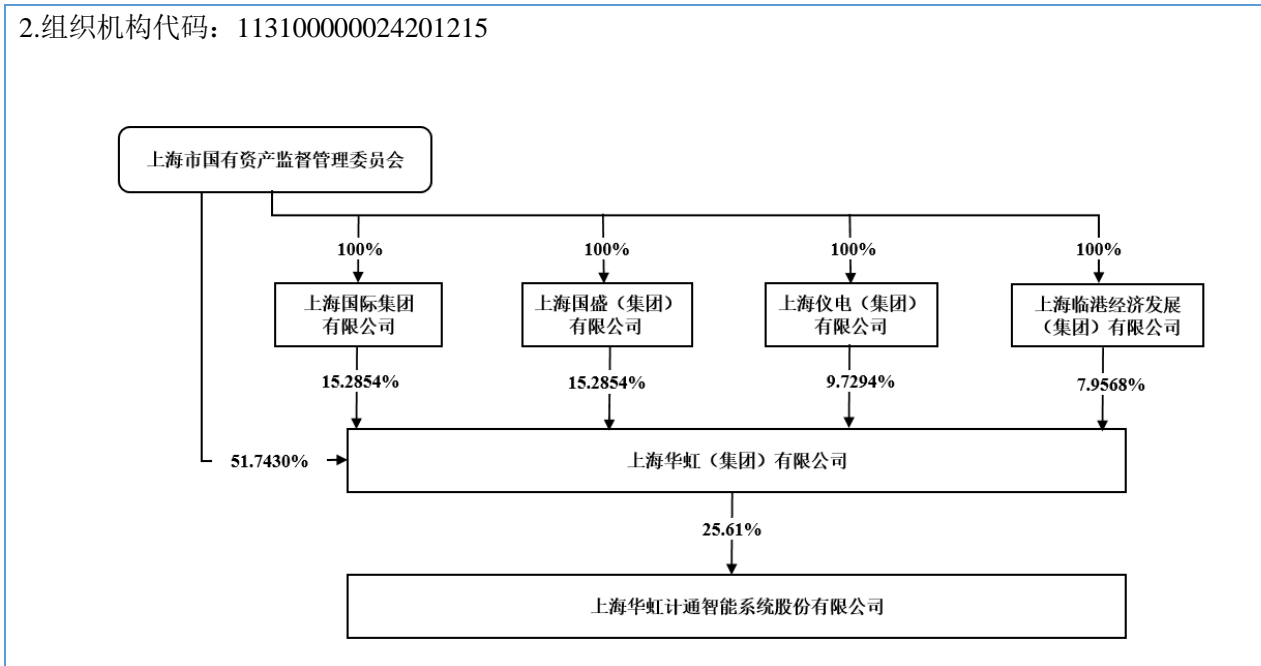 2.组织机构代码：113100000024201215
上海市国有资产监督管理委员会
100%
100%
100%
100%
上海国际集团
有限公司
上海国盛（集团）
有限公司
上海仪电（集团）
有限公司
上海临港经济发展
（集团）有限公司
15.2854%
15.2854%
9.7294%
7.9568%
51.7430%
上海华虹（集团）有限公司
25.61%
上海华虹计通智能系统股份有限公司